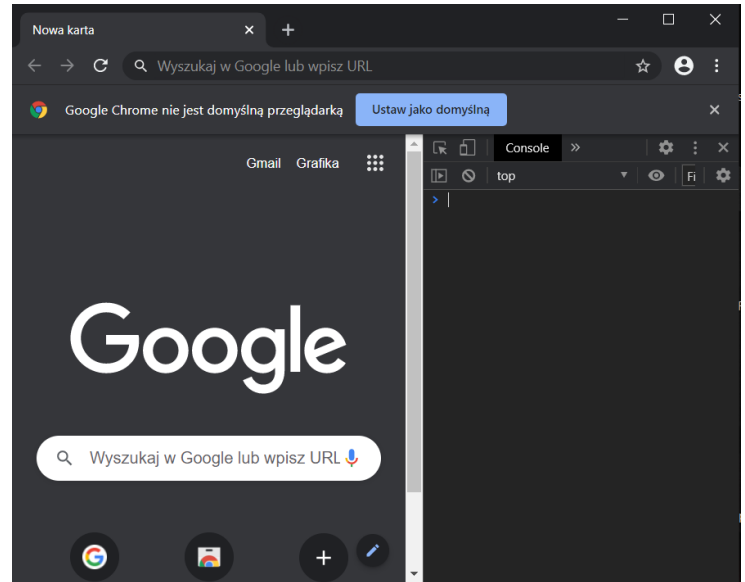 Nowa karta
Wyszukaj w Google lub wpisz URL
Google Chrome nie jest domyślną przeglądarką Ustaw jako domyślną
Gmail Grafika
Console
top Fi
Google
Wyszukaj w Google lub wpisz URL